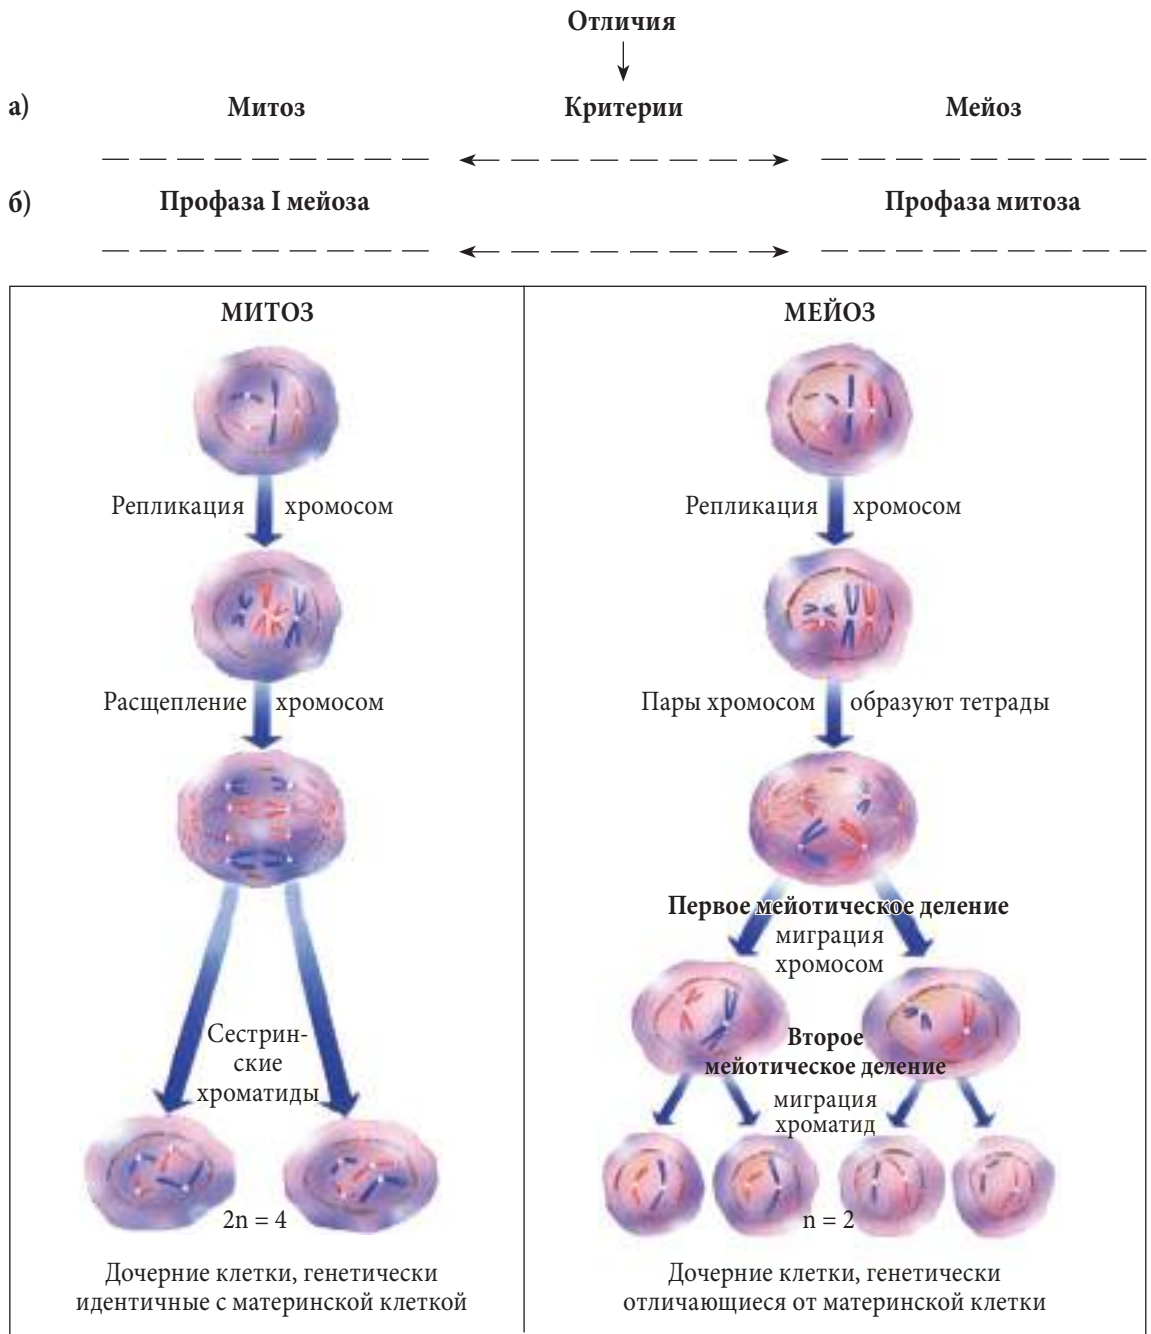 Отличия
а) Митоз Критерии Мейоз
б) Профаза I мейоза Профаза митоза
МИТОЗ
Репликация хромосом
Расщепление хромосом
Сестрин-
ские
хроматиды
2n = 4
Дочерние клетки, генетически
идентичные с материнской клеткой
МЕЙОЗ
Репликация хромосом
Пары хромосом образуют тетрады
Первое мейотическое деление
миграция
хромосом
Второе
мейотическое деление
миграция
хроматид
n = 2
Дочерние клетки, генетически
отличающиеся от материнской клетки